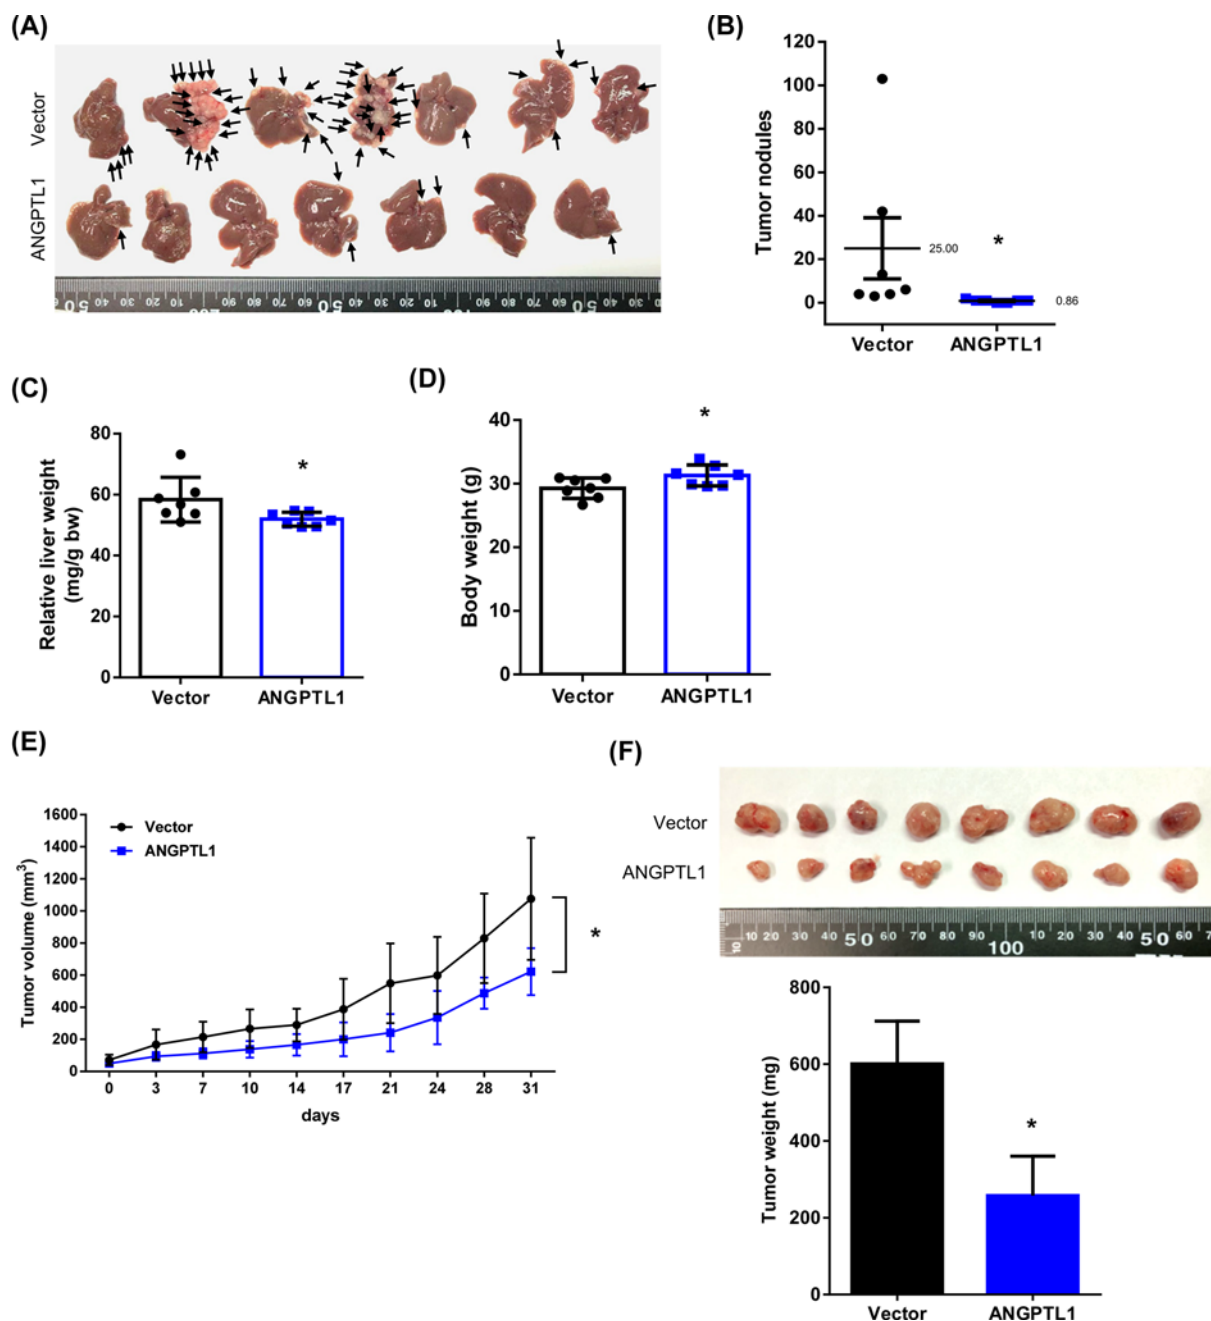 (A)
Vector
ANGPTL1
(B)
Tumor nodules
120
100
80
60
40
20
0
25.00
*
0.86
Vector
ANGPTL1
(C)
Relative liver weight
(mg/g bw)
80
60
40
20
0
*
Vector
ANGPTL1
(D)
Body weight (g)
40
30
20
10
0
*
Vector
ANGPTL1
(E)
Tumor volume (mm³)
1600
1400
1200
1000
800
600
400
200
0
Vector
ANGPTL1
*
0 3 7 10 14 17 21 24 28 31
days
(F)
Vector
ANGPTL1
10 20 30 40 50 60 70 80 90 100 10 20 30 40 50 60 7
Tumor weight (mg)
800
600
400
200
0
*
Vector
ANGPTL1